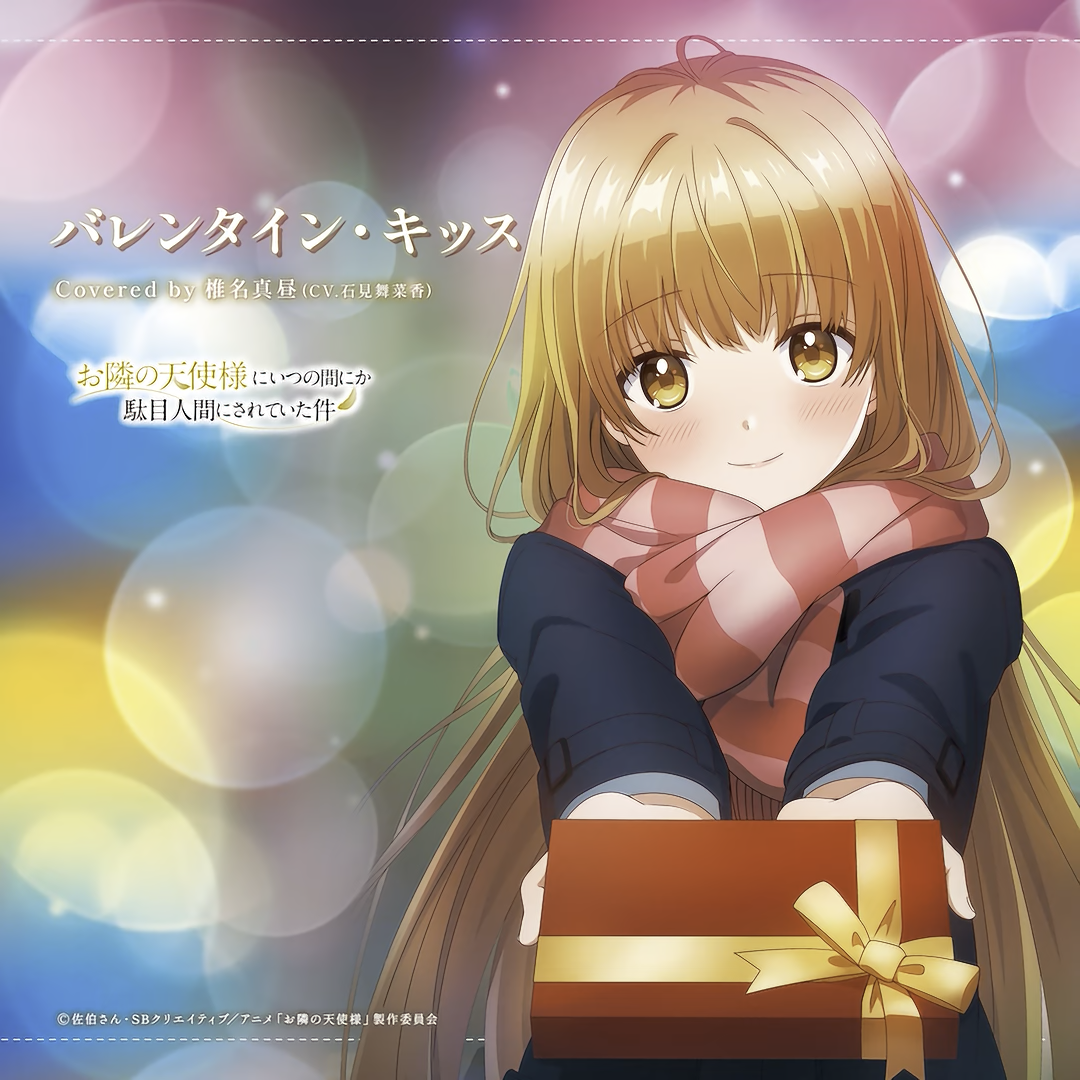 バレンタイン・キッス
Covered by 椎名真昼(CV.石見舞菜香)
お隣の天使様にいつの間にか
駄目人間にされていた件
©佐伯さん・SBクリエイティブ/アニメ「お隣の天使様」製作委員会